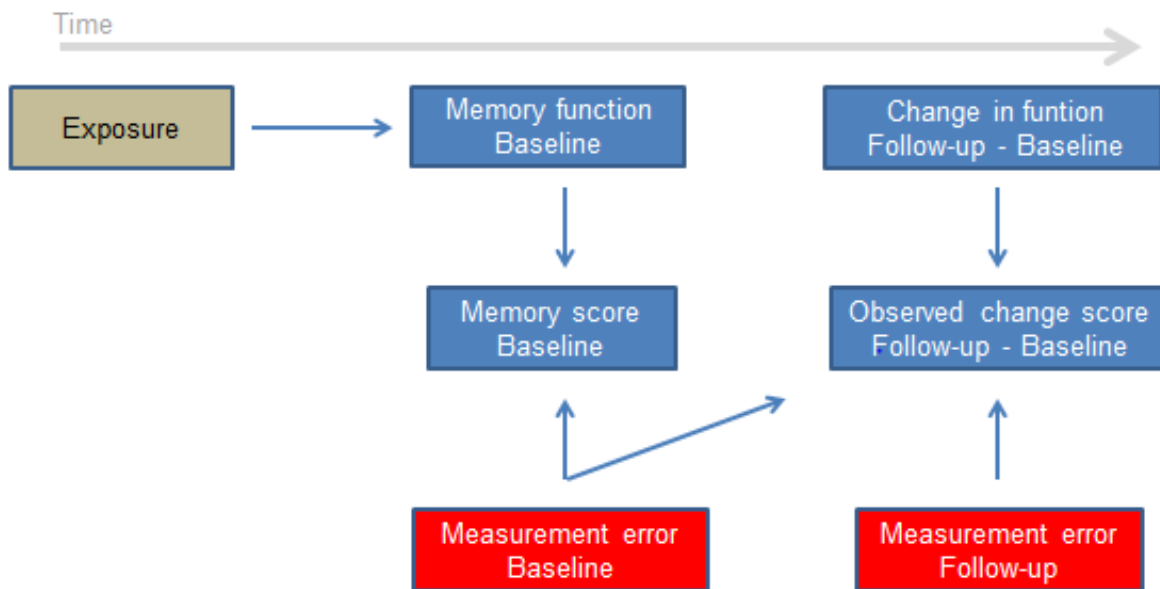 Time
Exposure
Memory function
Baseline
Change in funtion
Follow-up - Baseline
Memory score
Baseline
Observed change score
Follow-up - Baseline
Measurement error
Baseline
Measurement error
Follow-up